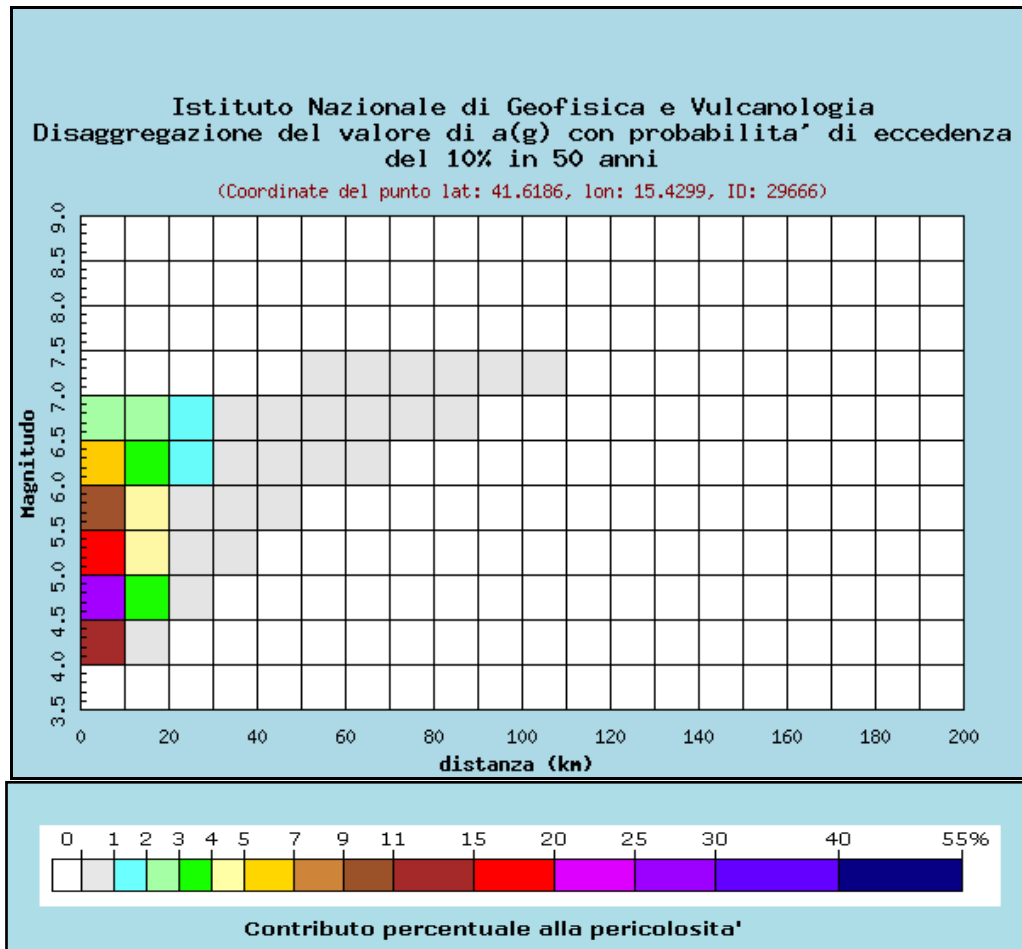 Istituto Nazionale di Geofisica e Vulcanologia
Disaggregazione del valore di a(g) con probabilita' di eccedenza
del 10% in 50 anni
(Coordinate del punto lat: 41.6186, lon: 15.4299, ID: 29666)
9.0
8.5
8.0
7.5
7.0
6.5
6.0
5.5
5.0
4.5
4.0
3.5
Magnitudo
0 20 40 60 80 100 120 140 160 180 200
distanza (km)
0 1 2 3 4 5 7 9 11 15 20 25 30 40 55%
Contributo percentuale alla pericolosita'